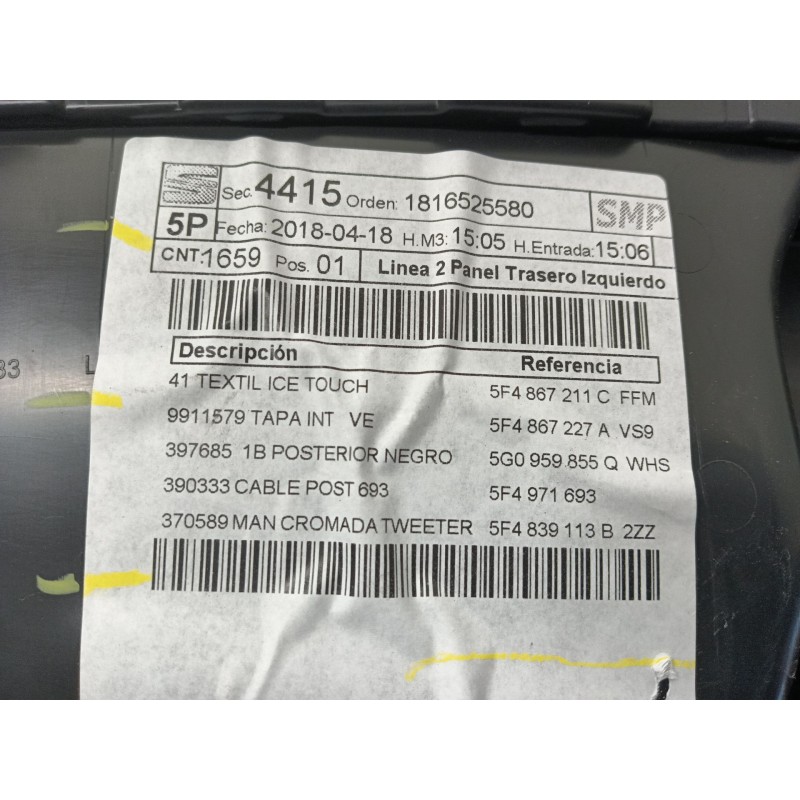 Sec. 4415 Orden: 1816525580 SMP
5P Fecha: 2018-04-18 H.M3: 15:05 H.Entrada: 15:06
CNT.1659 Pos. 01 Linea 2 Panel Trasero Izquierdo
Descripción Referencia
41 TEXTIL ICE TOUCH 5F4 867 211 C FFM
9911579 TAPA INT VE 5F4 867 227 A VS9
397685 1B POSTERIOR NEGRO 5G0 959 855 Q WHS
390333 CABLE POST 693 5F4 971 693
370589 MAN CROMADA TWEETER 5F4 839 113 B 2ZZ